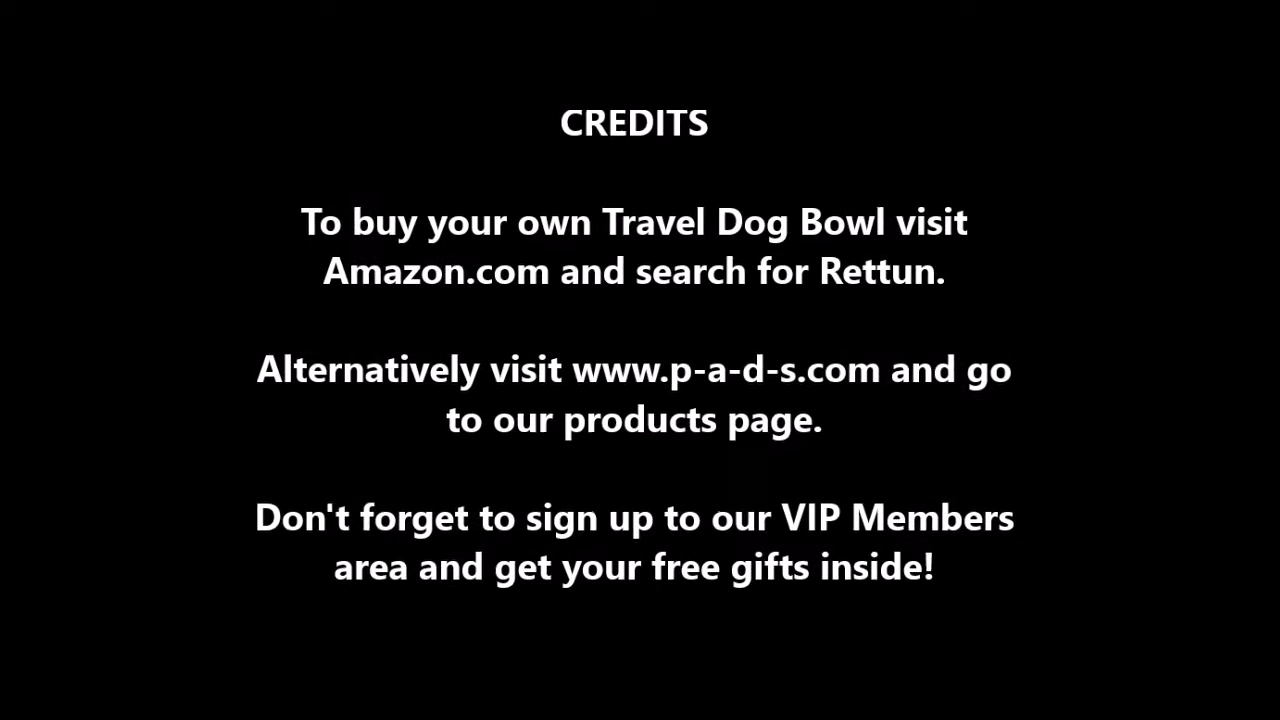 CREDITS
To buy your own Travel Dog Bowl visit
Amazon.com and search for Rettun.
Alternatively visit www.p-a-d-s.com and go
to our products page.
Don't forget to sign up to our VIP Members
area and get your free gifts inside!